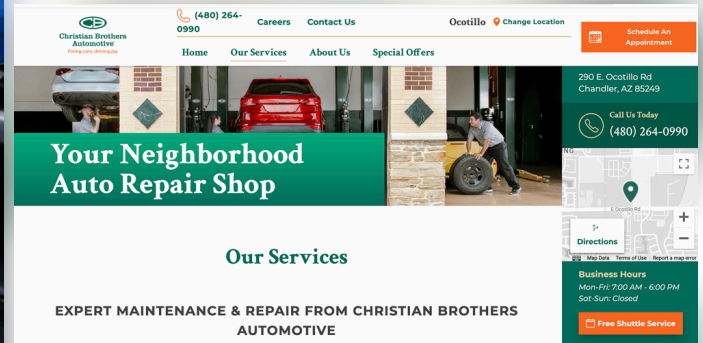 Christian Brothers
Automotive
Fixing cars, driving joy
(480) 264-
0990
Careers
Contact Us
Ocotillo
Change Location
Schedule An
Appointment
Home
Our Services
About Us
Special Offers
290 E. Ocotillo Rd
Chandler, AZ 85249
Call Us Today
(480) 264-0990
Your Neighborhood
Auto Repair Shop
NG
E Ocotillo Rd
Directions
Map Data
Terms of Use
Report a map error
Our Services
Business Hours
Mon-Fri: 7:00 AM - 6:00 PM
Sat-Sun: Closed
Free Shuttle Service
EXPERT MAINTENANCE & REPAIR FROM CHRISTIAN BROTHERS
AUTOMOTIVE